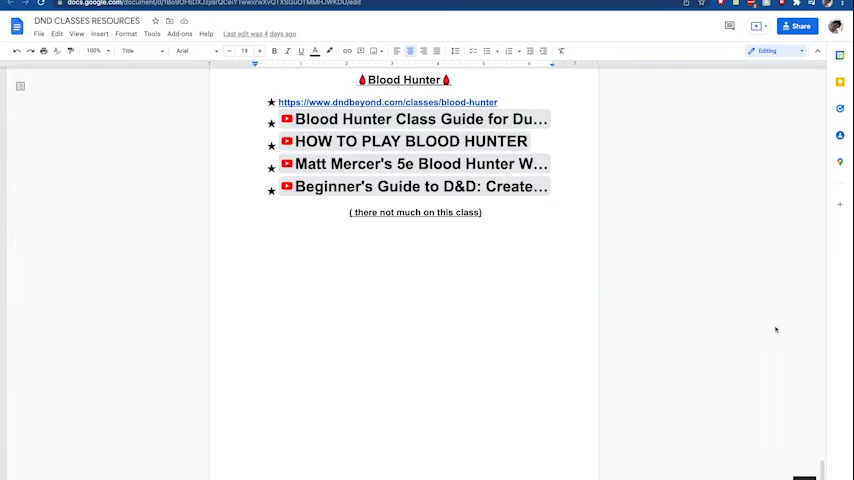 DND CLASSES RESOURCES
File Edit View Insert Format Tools Add-ons Help Last edit was 4 days ago
Share
100% Title Arial 19 Editing
🩸Blood Hunter🩸
★ https://www.dndbeyond.com/classes/blood-hunter
★ Blood Hunter Class Guide for Du...
★ HOW TO PLAY BLOOD HUNTER
★ Matt Mercer's 5e Blood Hunter W...
★ Beginner's Guide to D&D: Create...
( there not much on this class)